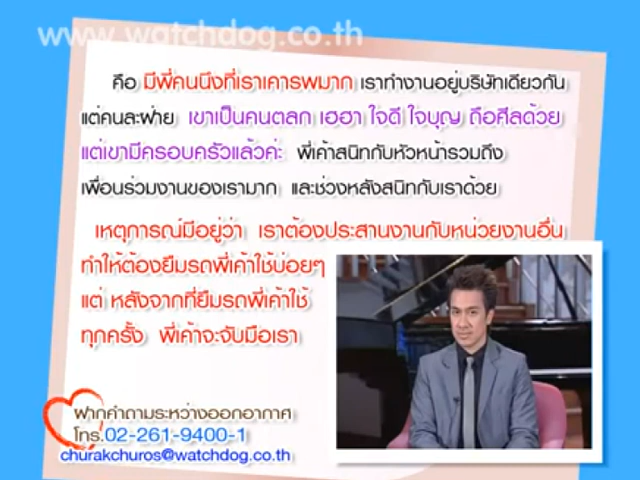 www.watchdog.co.th
คือ มีพี่คนนึงที่เราเคารพมาก เราทำงานอยู่บริษัทเดียวกัน
แต่คนละฝ่าย เขาเป็นคนตลก เฮฮา ใจดี ใจบุญ ถือศีลด้วย
แต่เขามีครอบครัวแล้วค่ะ พี่เค้าสนิทกับหัวหน้ารวมถึง
เพื่อนร่วมงานของเรามาก และช่วงหลังสนิทกับเราด้วย
เหตุการณ์มีอยู่ว่า เราต้องประสานงานกับหน่วยงานอื่น
ทำให้ต้องยืมรถพี่เค้าใช้บ่อยๆ
แต่ หลังจากที่ยืมรถพี่เค้าใช้
ทุกครั้ง พี่เค้าจะจับมือเรา
ฝากคำถามระหว่างออกอากาศ
โทร.02-261-9400-1
churakchuros@watchdog.co.th